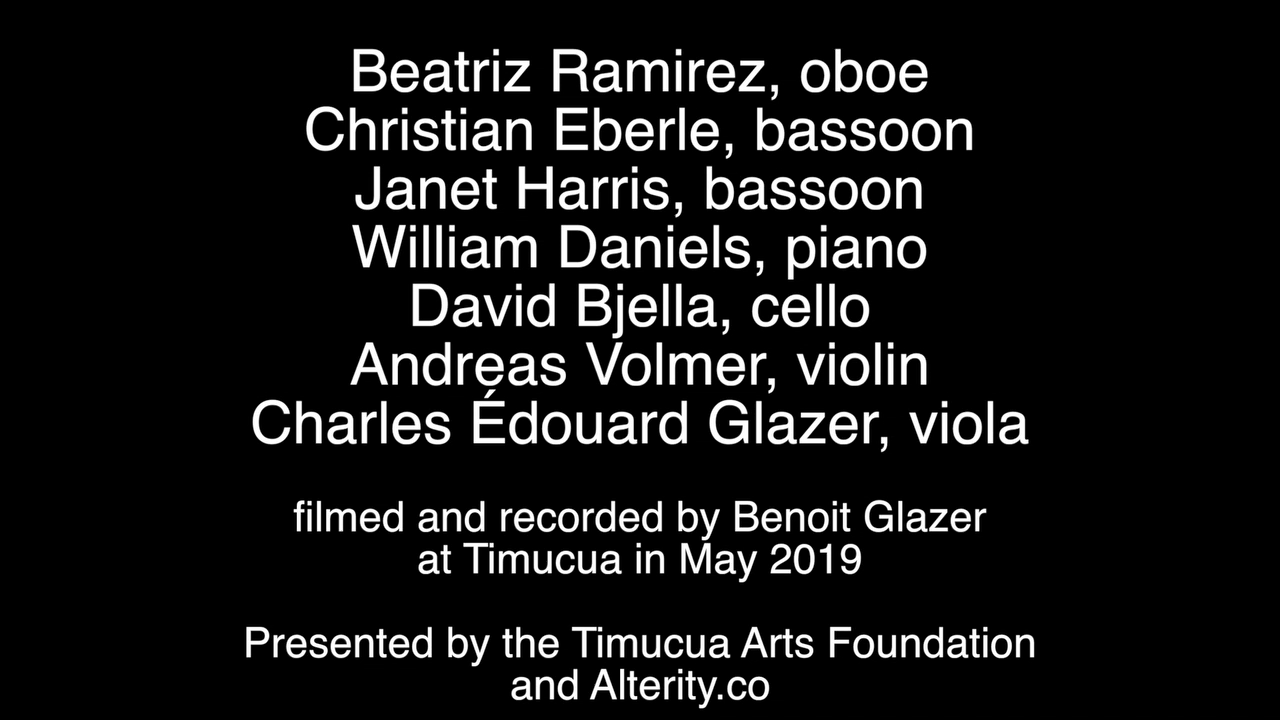 Beatriz Ramirez, oboe
Christian Eberle, bassoon
Janet Harris, bassoon
William Daniels, piano
David Bjella, cello
Andreas Volmer, violin
Charles Édouard Glazer, viola
filmed and recorded by Benoit Glazer
at Timucua in May 2019
Presented by the Timucua Arts Foundation
and Alterity.co